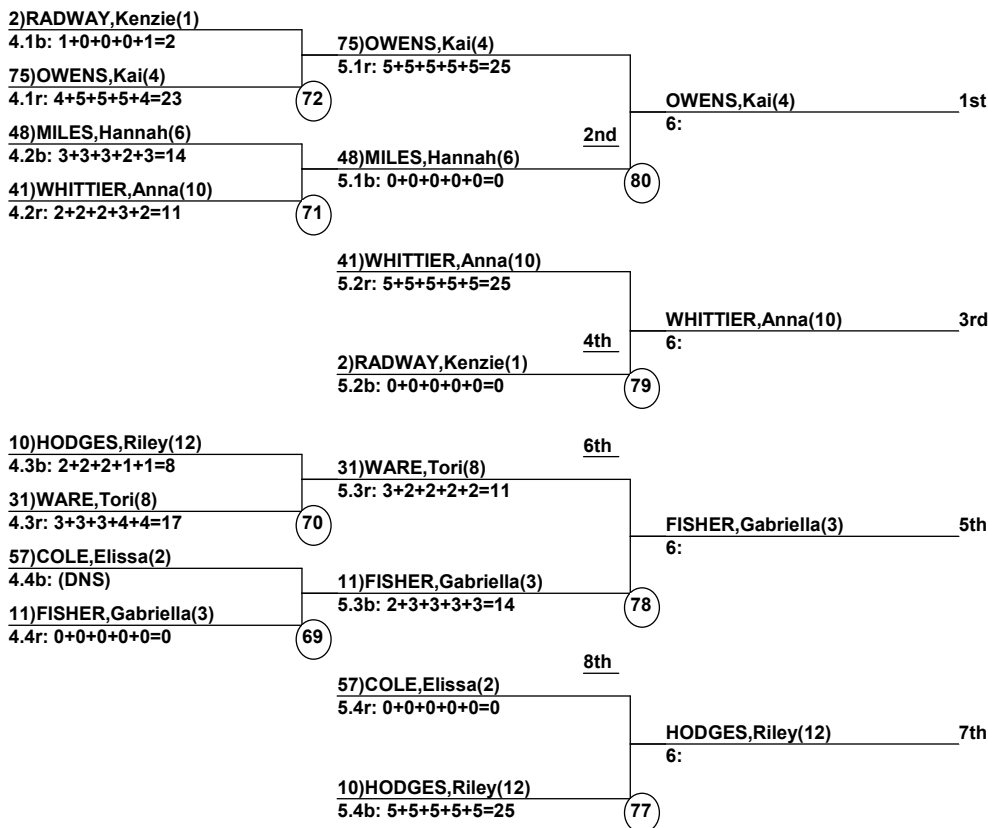 2)RADWAY,Kenzie(1)
4.1b: 1+0+0+0+1=2
75)OWENS,Kai(4)
4.1r: 4+5+5+5+4=23
72
48)MILES,Hannah(6)
4.2b: 3+3+3+2+3=14
41)WHITTIER,Anna(10)
4.2r: 2+2+2+3+2=11
71
75)OWENS,Kai(4)
5.1r: 5+5+5+5+5=25
2nd
48)MILES,Hannah(6)
5.1b: 0+0+0+0+0=0
80
OWENS,Kai(4)
1st
6:
41)WHITTIER,Anna(10)
5.2r: 5+5+5+5+5=25
4th
2)RADWAY,Kenzie(1)
5.2b: 0+0+0+0+0=0
79
WHITTIER,Anna(10)
3rd
6:
10)HODGES,Riley(12)
4.3b: 2+2+2+1+1=8
31)WARE,Tori(8)
4.3r: 3+3+3+4+4=17
70
57)COLE,Elissa(2)
4.4b: (DNS)
11)FISHER,Gabriella(3)
4.4r: 0+0+0+0+0=0
69
6th
31)WARE,Tori(8)
5.3r: 3+2+2+2+2=11
11)FISHER,Gabriella(3)
5.3b: 2+3+3+3+3=14
78
FISHER,Gabriella(3)
5th
6:
8th
57)COLE,Elissa(2)
5.4r: 0+0+0+0+0=0
10)HODGES,Riley(12)
5.4b: 5+5+5+5+5=25
77
HODGES,Riley(12)
7th
6: